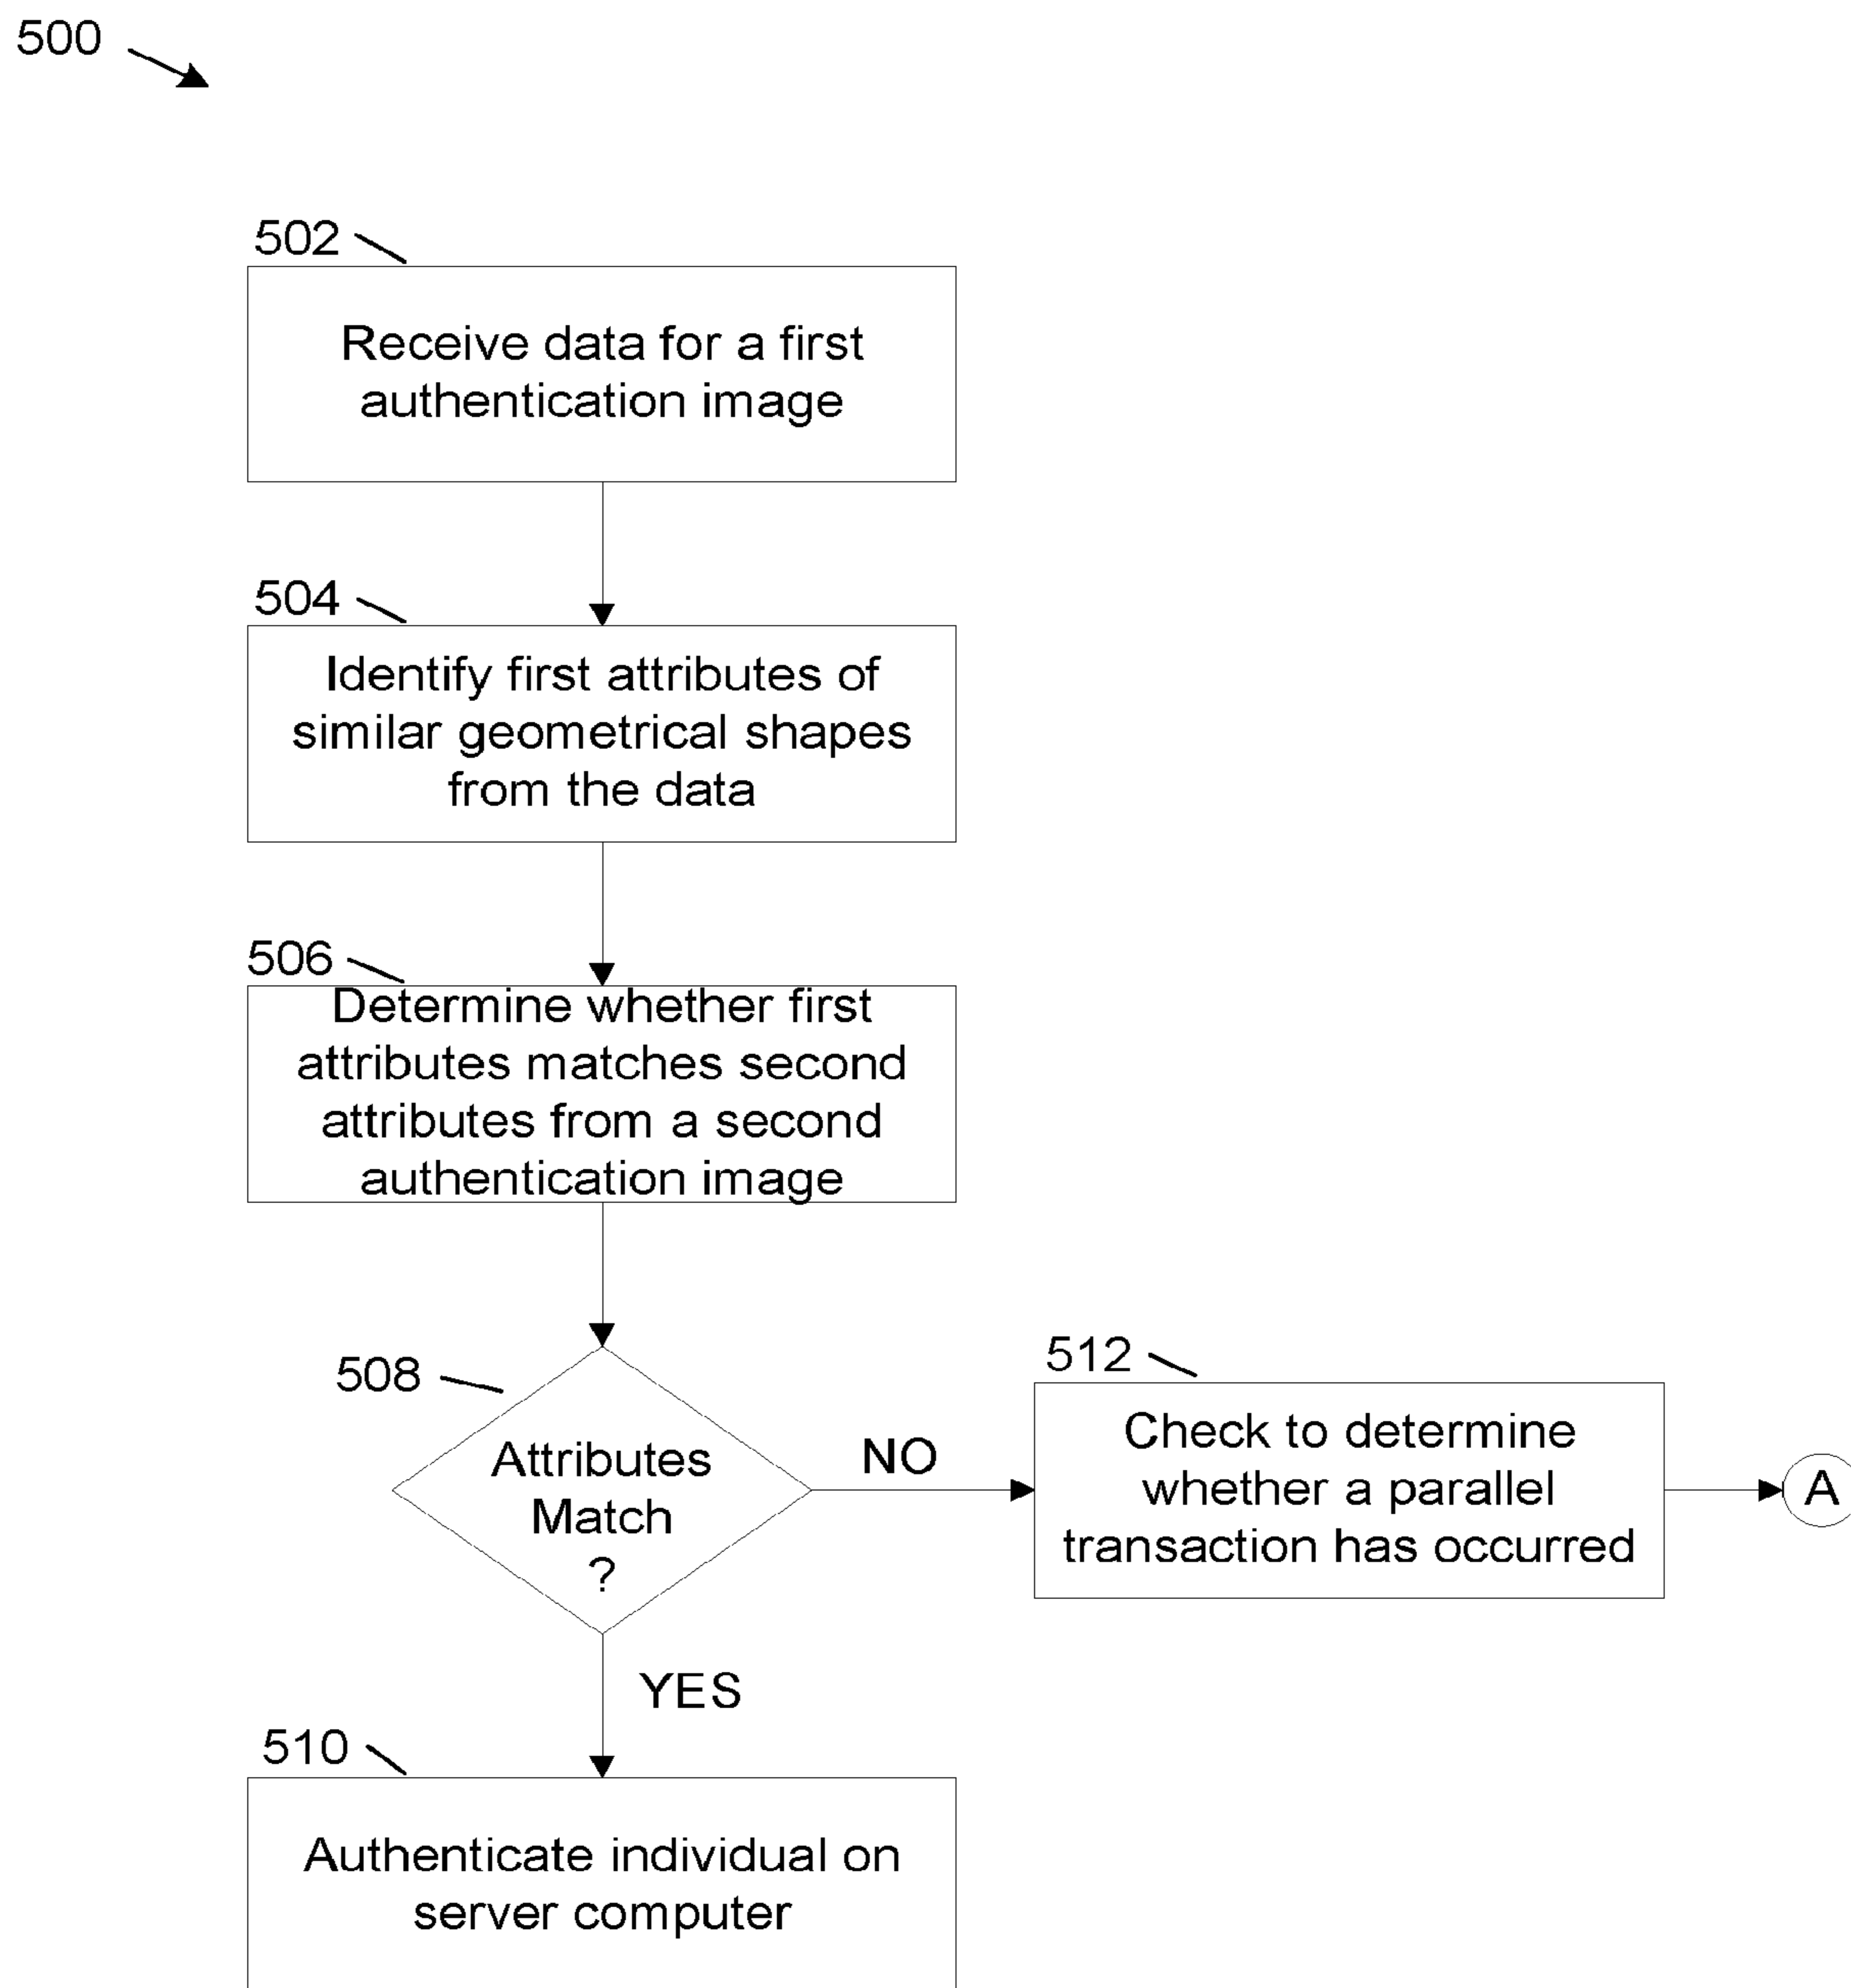 500
502
Receive data for a first
authentication image
504
Identify first attributes of
similar geometrical shapes
from the data
506
Determine whether first
attributes matches second
attributes from a second
authentication image
508
Attributes
Match
?
NO
512
Check to determine
whether a parallel
transaction has occurred
A
YES
510
Authenticate individual on
server computer